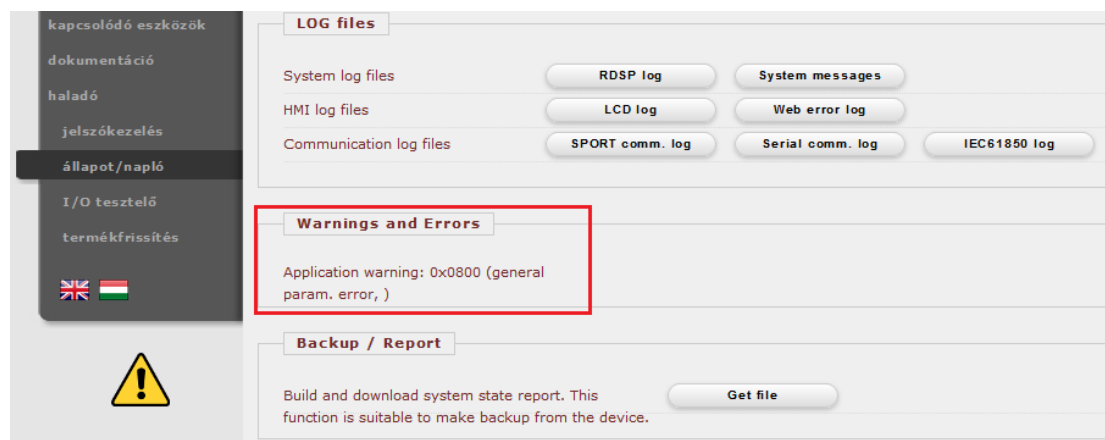 kapcsolódó eszközök
dokumentáció
haladó
jelszókezelés
állapot/napló
I/O tesztelő
termékfrissítés
LOG files
System log files RDSP log System messages
HMI log files LCD log Web error log
Communication log files SPORT comm. log Serial comm. log IEC61850 log
Warnings and Errors
Application warning: 0x0800 (general
param. error, )
Backup / Report
Build and download system state report. This Get file
function is suitable to make backup from the device.